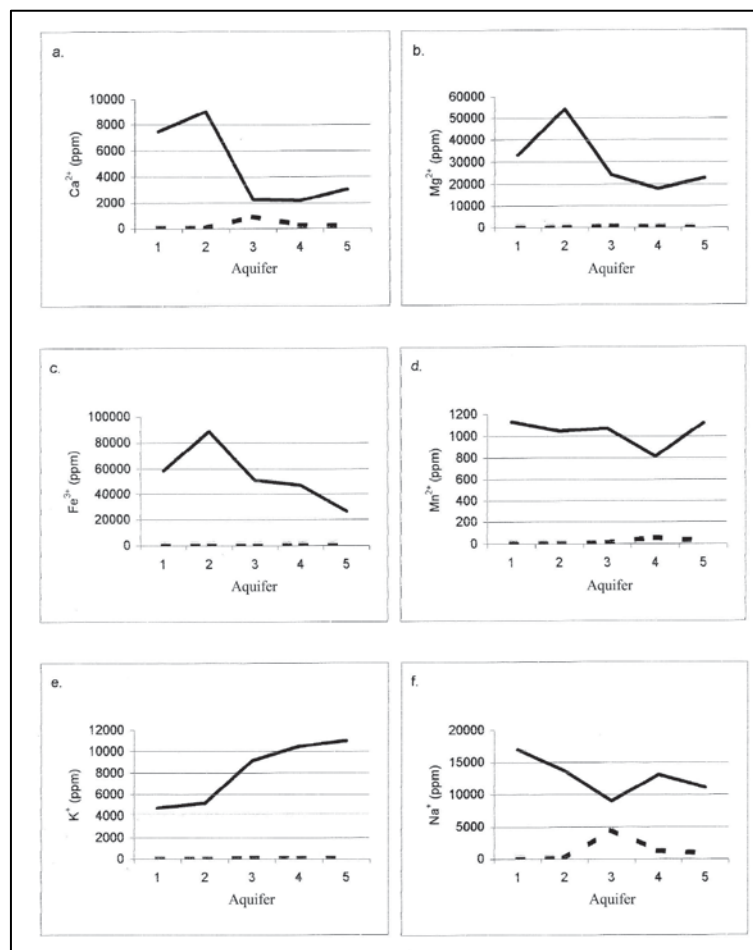 a.
Ca²⁺ (ppm)
10000
8000
6000
4000
2000
0
1 2 3 4 5
Aquifer
b.
Mg²⁺ (ppm)
60000
50000
40000
30000
20000
10000
0
1 2 3 4 5
Aquifer
c.
Fe³⁺ (ppm)
100000
80000
60000
40000
20000
0
1 2 3 4 5
Aquifer
d.
Mn²⁺ (ppm)
1200
1000
800
600
400
200
0
1 2 3 4 5
Aquifer
e.
K⁺ (ppm)
12000
10000
8000
6000
4000
2000
0
1 2 3 4 5
Aquifer
f.
Na⁺ (ppm)
20000
15000
10000
5000
0
1 2 3 4 5
Aquifer